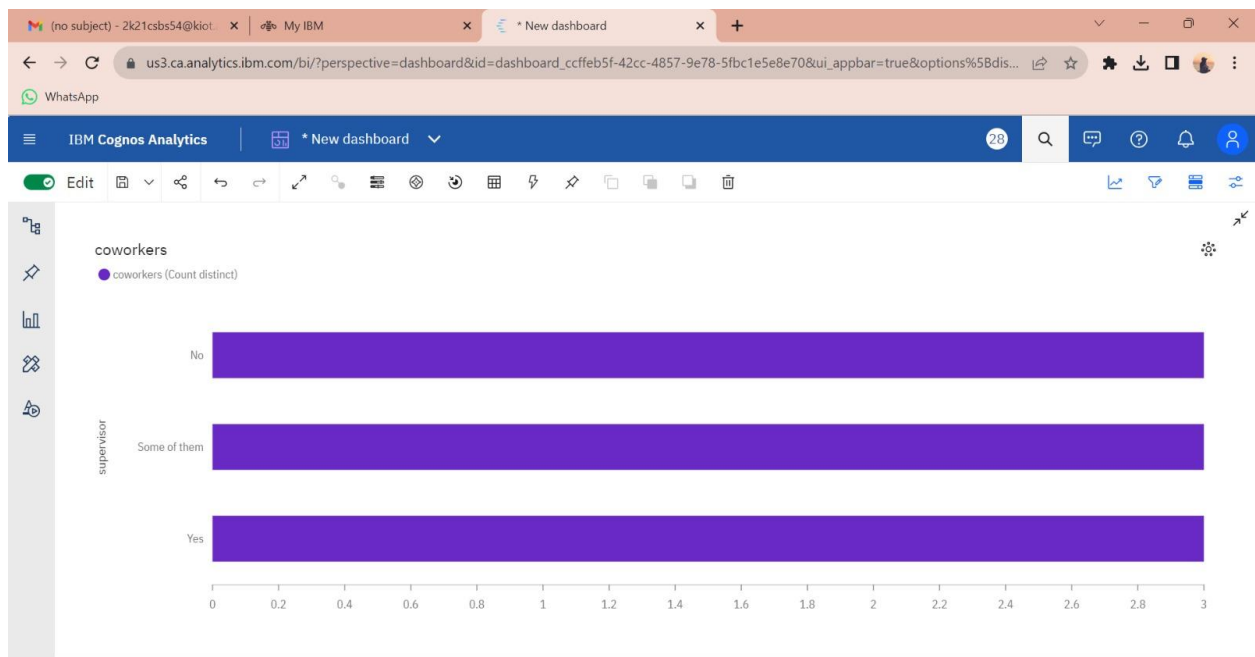 (no subject) - 2k21csbs54@kiot.
My IBM
* New dashboard
us3.ca.analytics.ibm.com/bi/?perspective=dashboard&id=dashboard_ccffeb5f-42cc-4857-9e78-5fbc1e5e8e70&ui_appbar=true&options%5Bdis...
WhatsApp
IBM Cognos Analytics
* New dashboard
28
Edit
coworkers
coworkers (Count distinct)
supervisor
No
Some of them
Yes
0 0.2 0.4 0.6 0.8 1 1.2 1.4 1.6 1.8 2 2.2 2.4 2.6 2.8 3